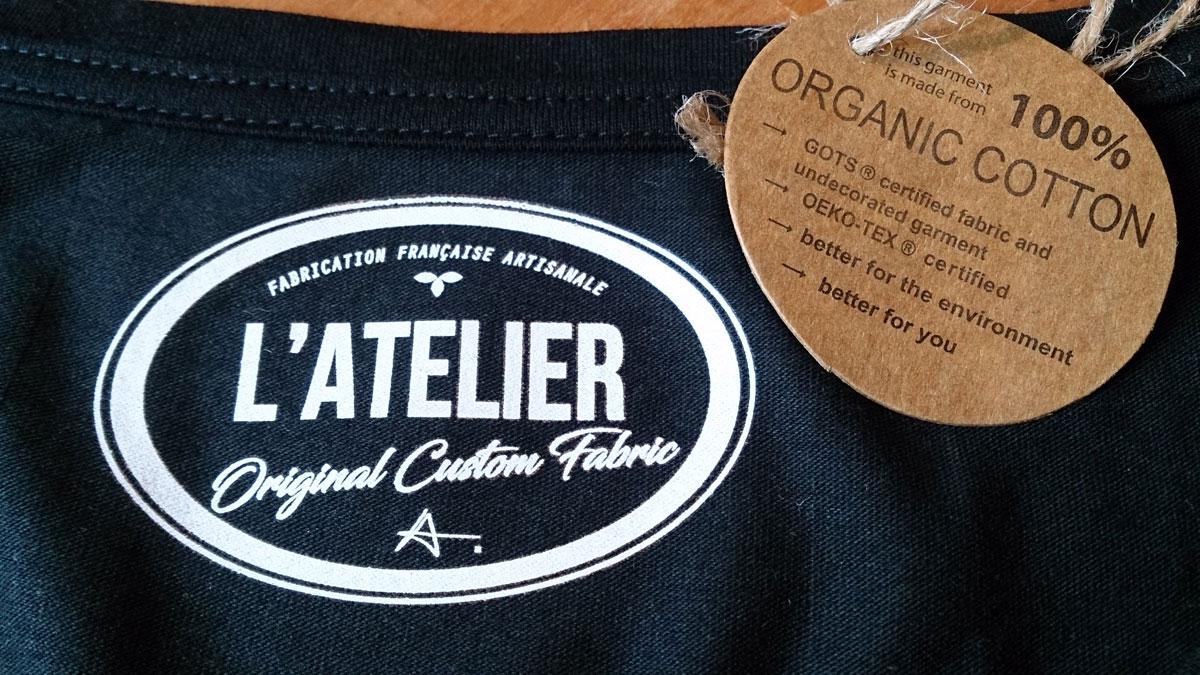 FABRICATION FRANÇAISE ARTISANALE
L'ATELIER
Original Custom Fabric
A.
this garment
is made from
100%
ORGANIC COTTON
→ GOTS® certified fabric and
undecorated garment
→ OEKO-TEX® certified
→ better for the environment
→ better for you